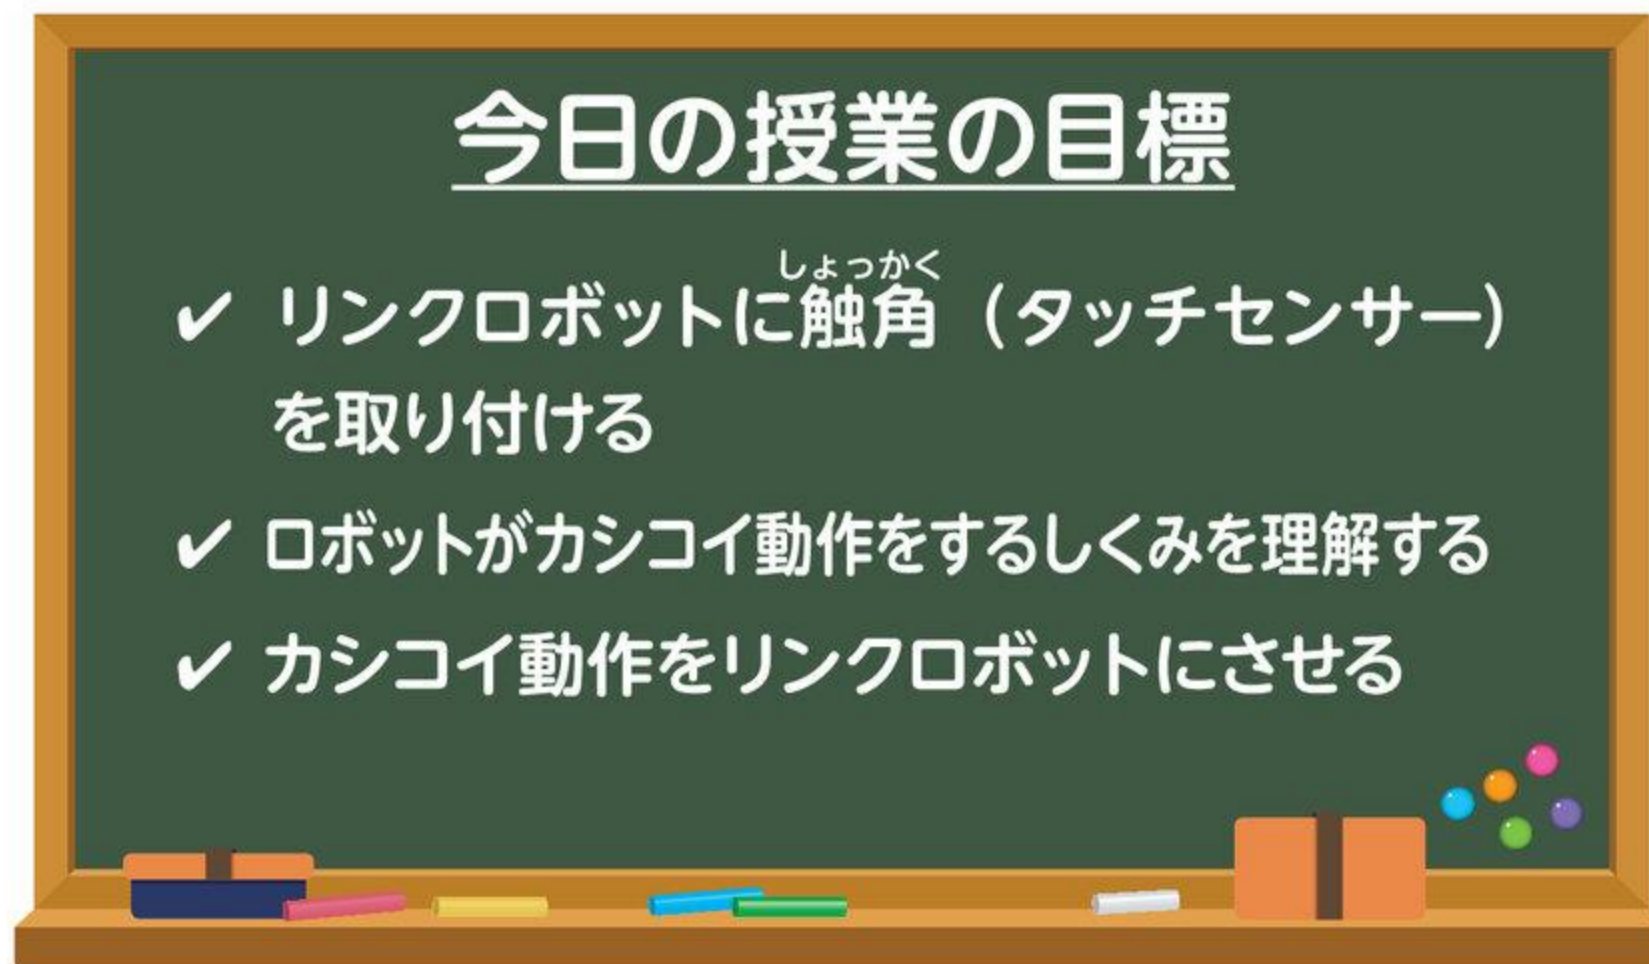 今日の授業の目標
しょっかく
✔ リンクロボットに触角（タッチセンサー）
を取り付ける
✔ ロボットがカシコイ動作をするしくみを理解する
✔ カシコイ動作をリンクロボットにさせる